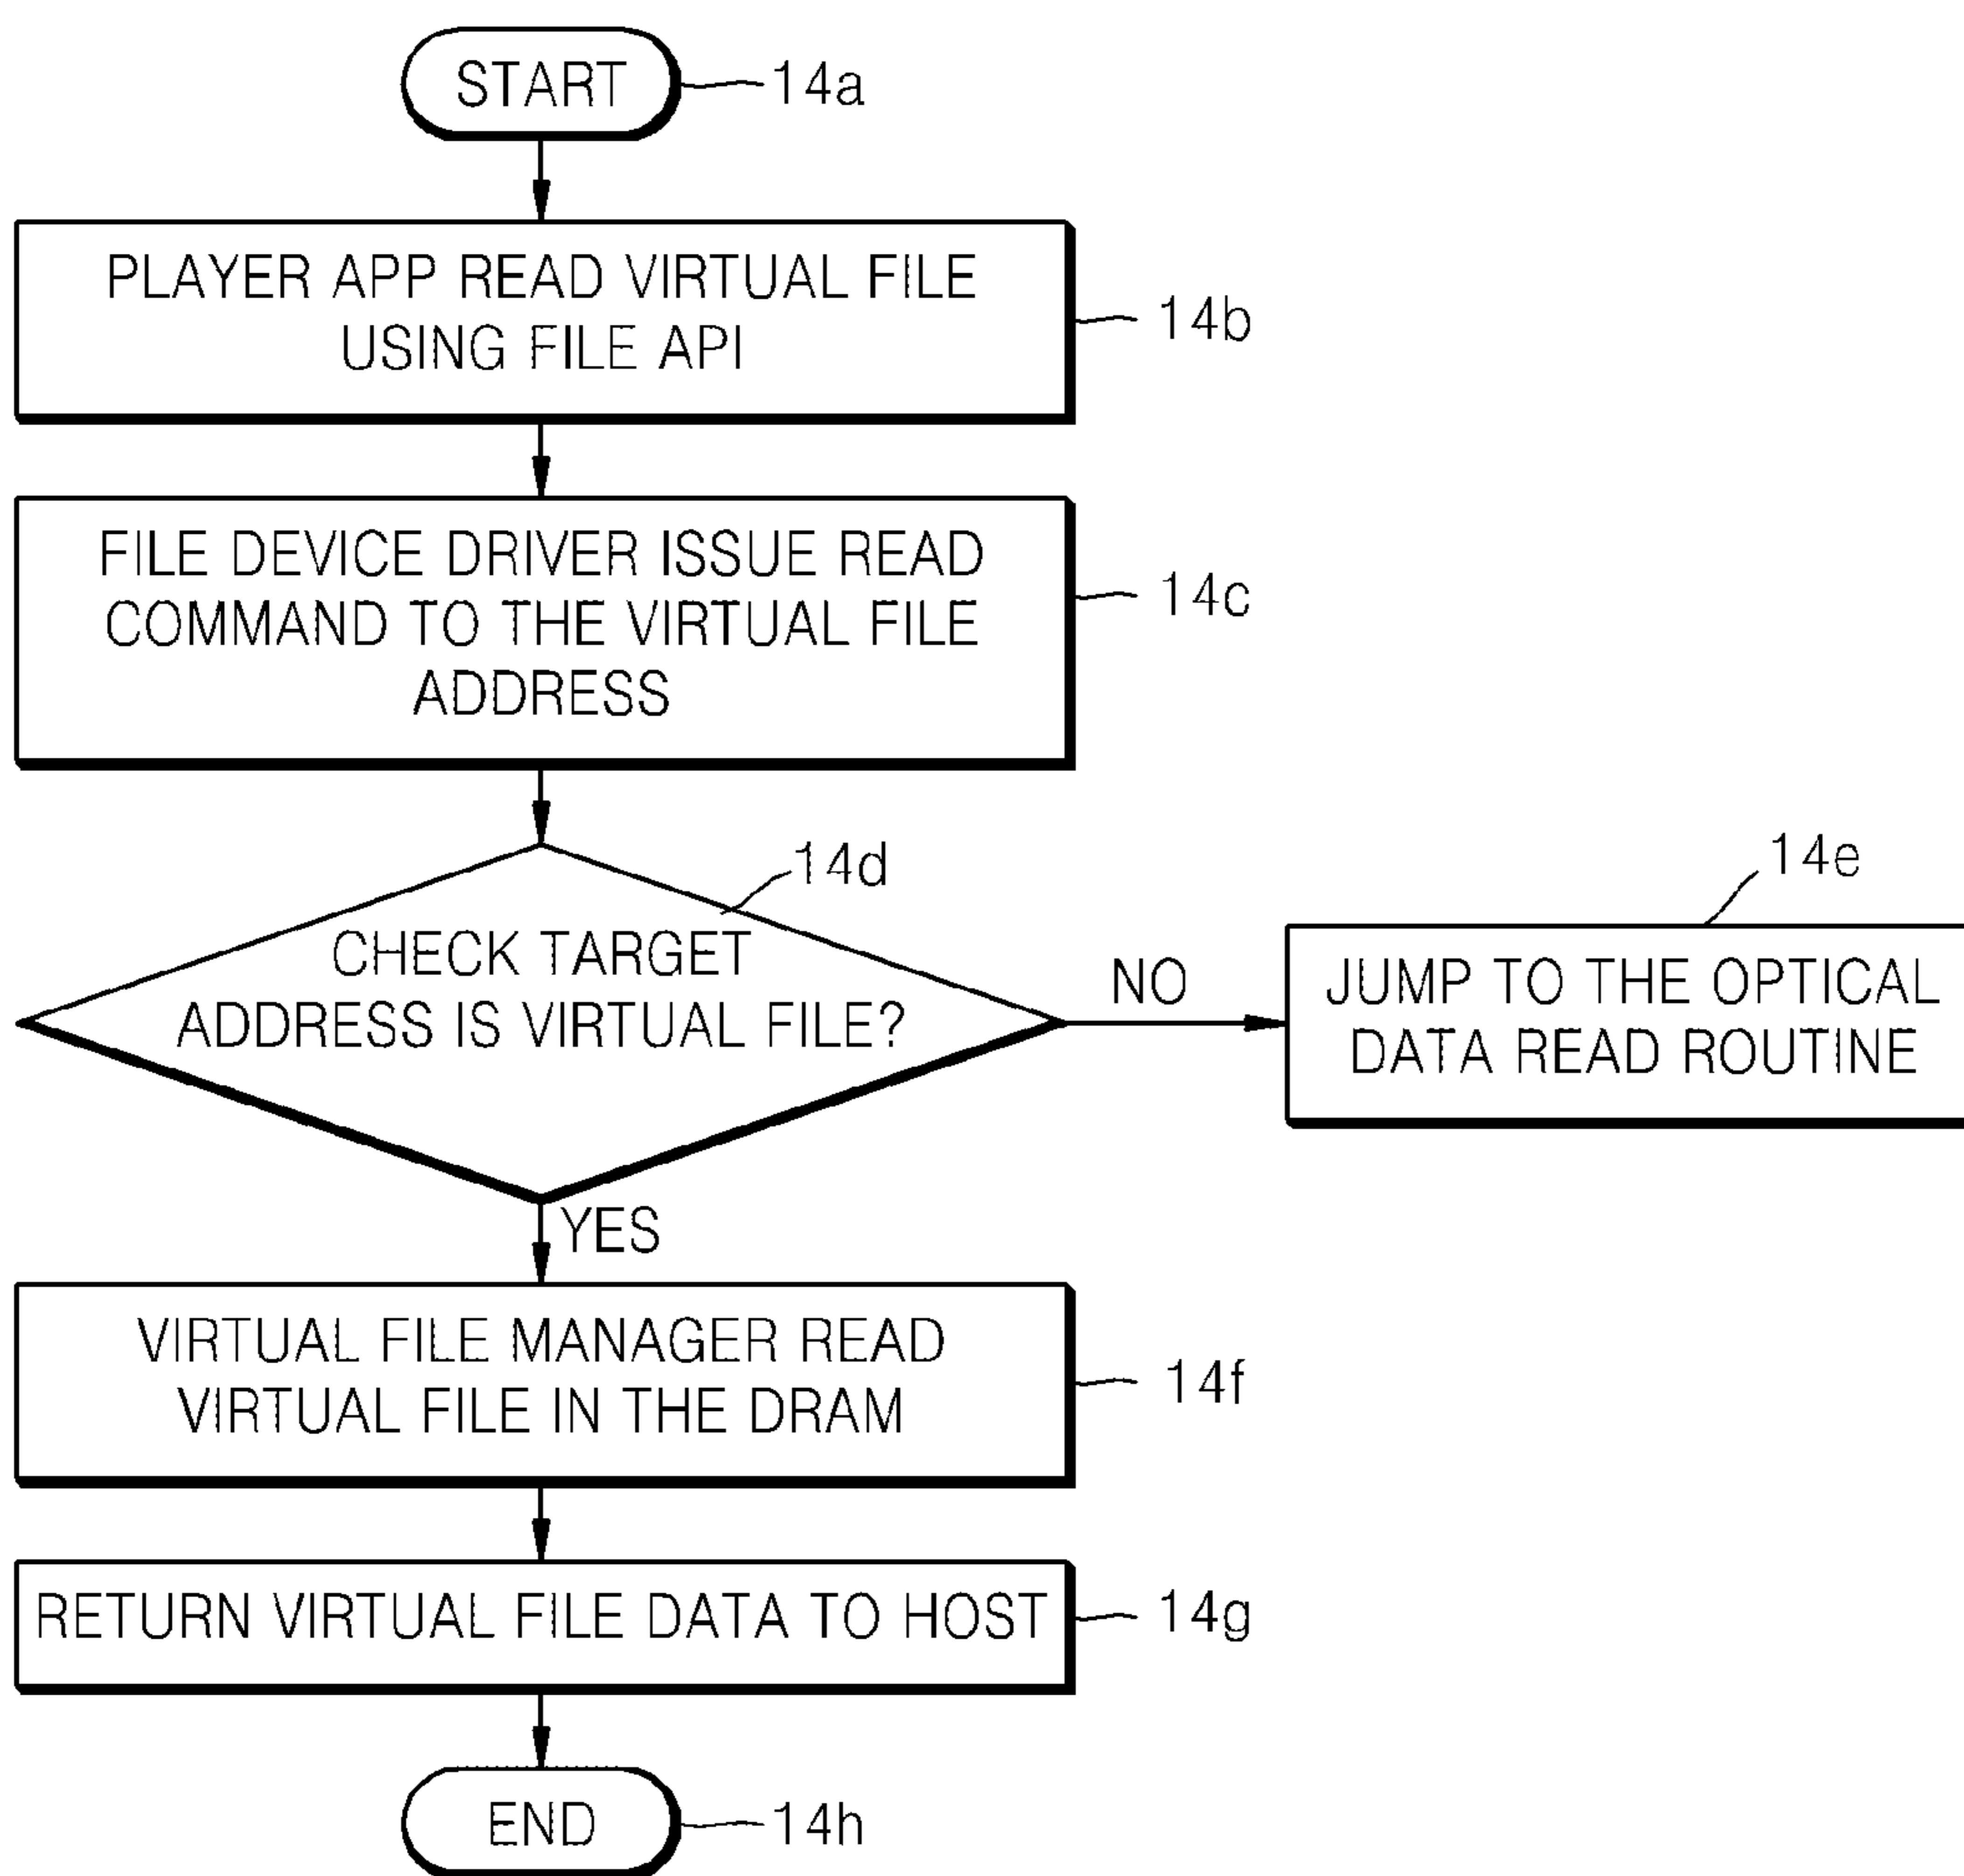 START
14a
PLAYER APP READ VIRTUAL FILE
USING FILE API
14b
FILE DEVICE DRIVER ISSUE READ
COMMAND TO THE VIRTUAL FILE
ADDRESS
14c
14d
CHECK TARGET
ADDRESS IS VIRTUAL FILE?
NO
14e
JUMP TO THE OPTICAL
DATA READ ROUTINE
YES
VIRTUAL FILE MANAGER READ
VIRTUAL FILE IN THE DRAM
14f
RETURN VIRTUAL FILE DATA TO HOST
14g
END
14h